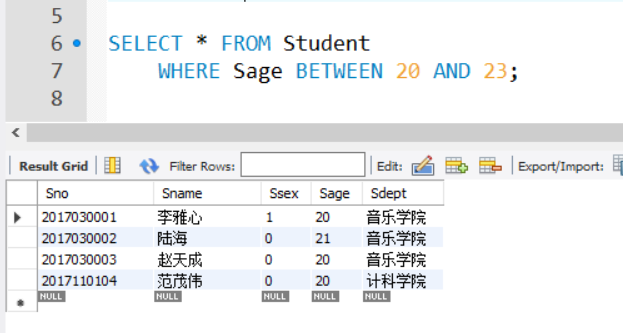 5
6 SELECT * FROM Student
7 WHERE Sage BETWEEN 20 AND 23;
8
Result Grid Filter Rows: Edit: Export/Import:
Sno Sname Ssex Sage Sdept
2017030001 李雅心 1 20 音乐学院
2017030002 陆海 0 21 音乐学院
2017030003 赵天成 0 20 音乐学院
2017110104 范茂伟 0 20 计科学院
NULL NULL NULL NULL NULL